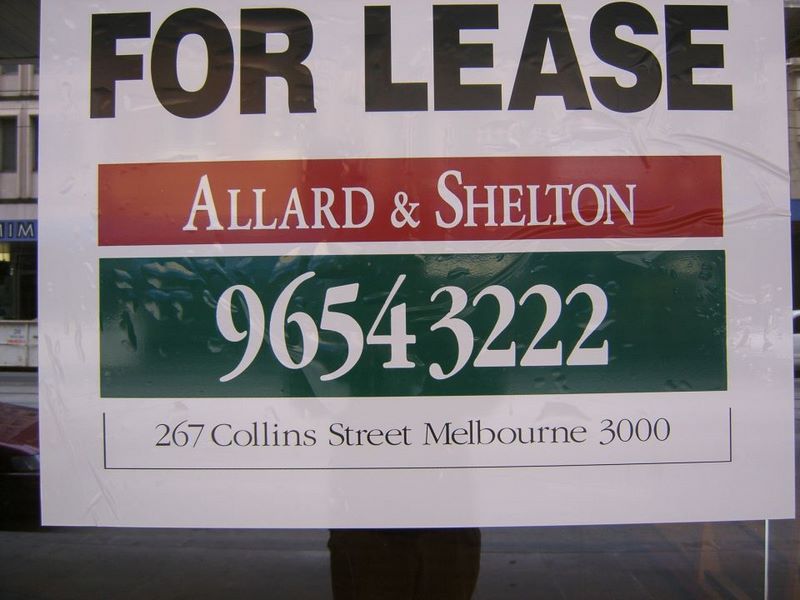 FOR LEASE
ALLARD & SHELTON
9654 3222
267 Collins Street Melbourne 3000